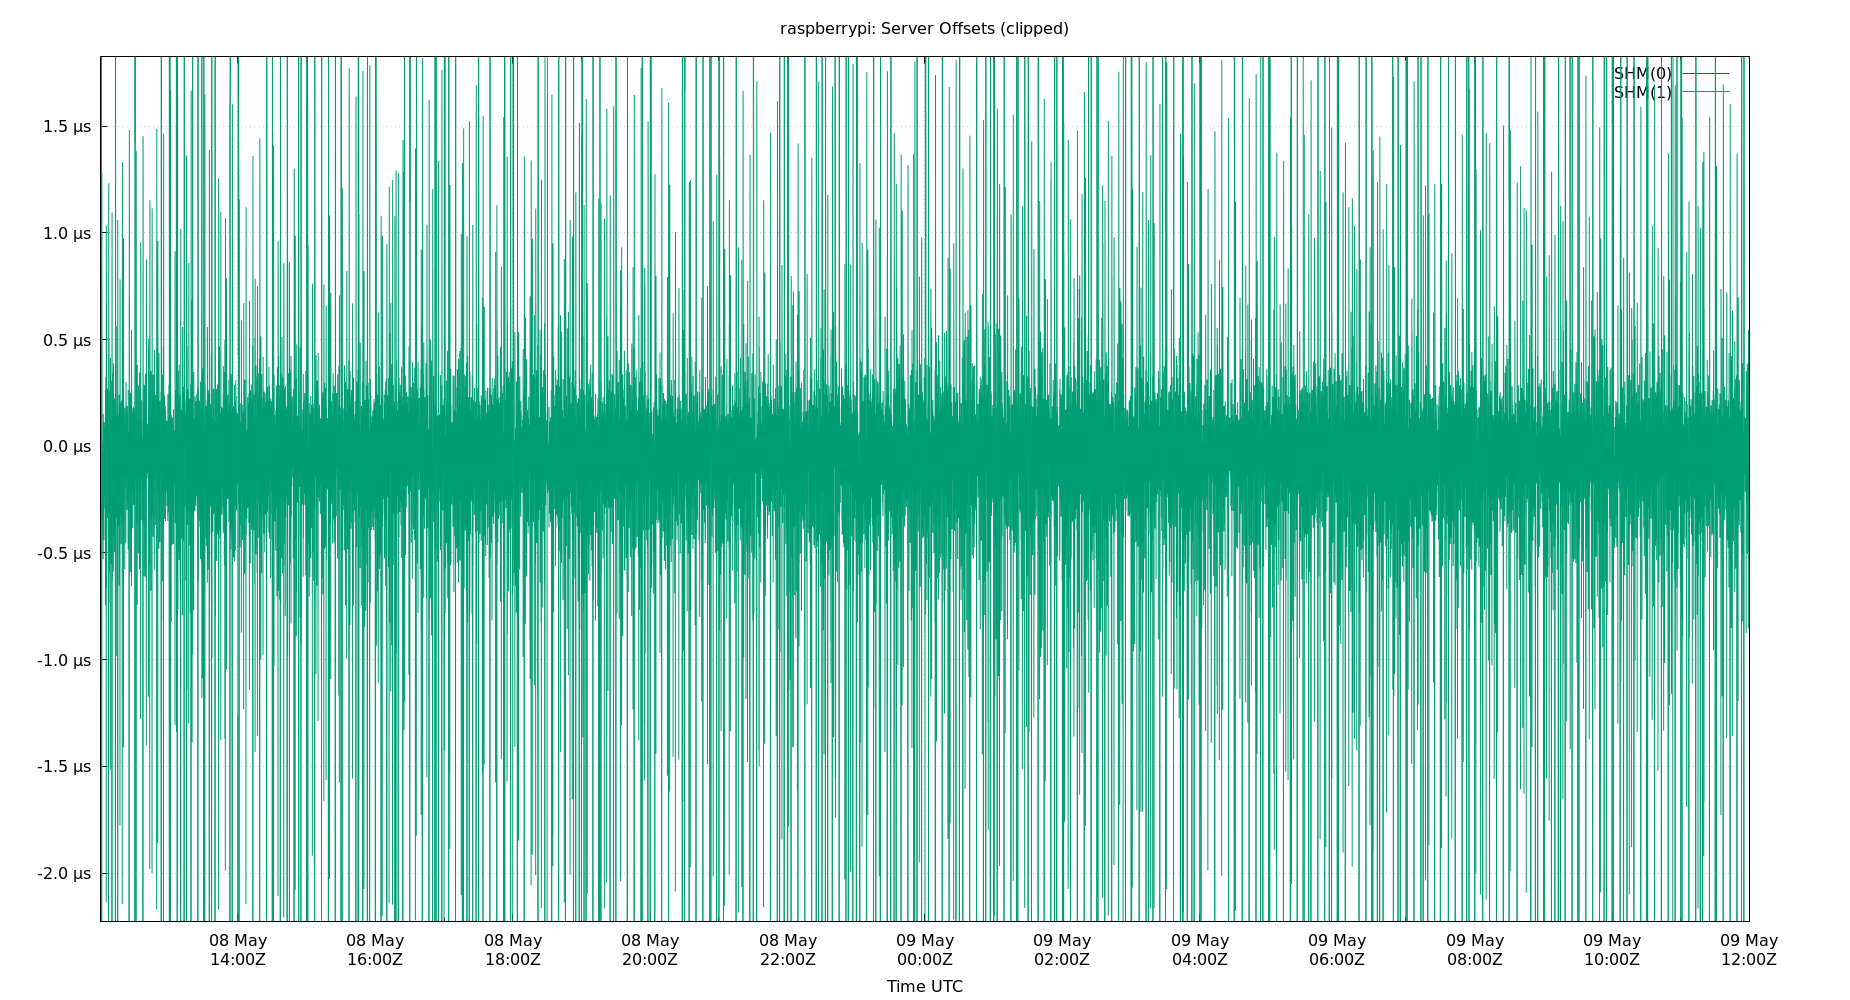 raspberrypi: Server Offsets (clipped)
SHM(0)
SHM(1)
1.5 µs
1.0 µs
0.5 µs
0.0 µs
-0.5 µs
-1.0 µs
-1.5 µs
-2.0 µs
08 May 08 May 08 May 08 May 08 May 09 May 09 May 09 May 09 May 09 May 09 May 09 May
14:00Z 16:00Z 18:00Z 20:00Z 22:00Z 00:00Z 02:00Z 04:00Z 06:00Z 08:00Z 10:00Z 12:00Z
Time UTC